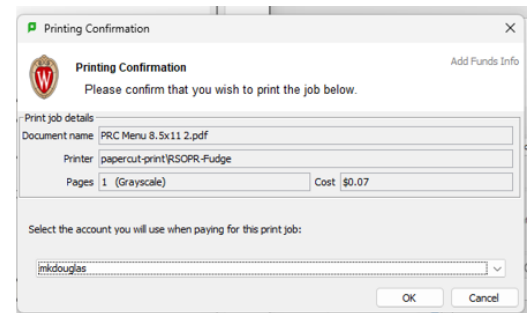 Printing Confirmation
Add Funds Info
Printing Confirmation
Please confirm that you wish to print the job below.
Print job details
Document name PRC Menu 8.5x11 2.pdf
Printer papercut-print\RSOPR-Fudge
Pages 1 (Grayscale) Cost $0.07
Select the account you will use when paying for this print job:
mkdouglas
OK Cancel